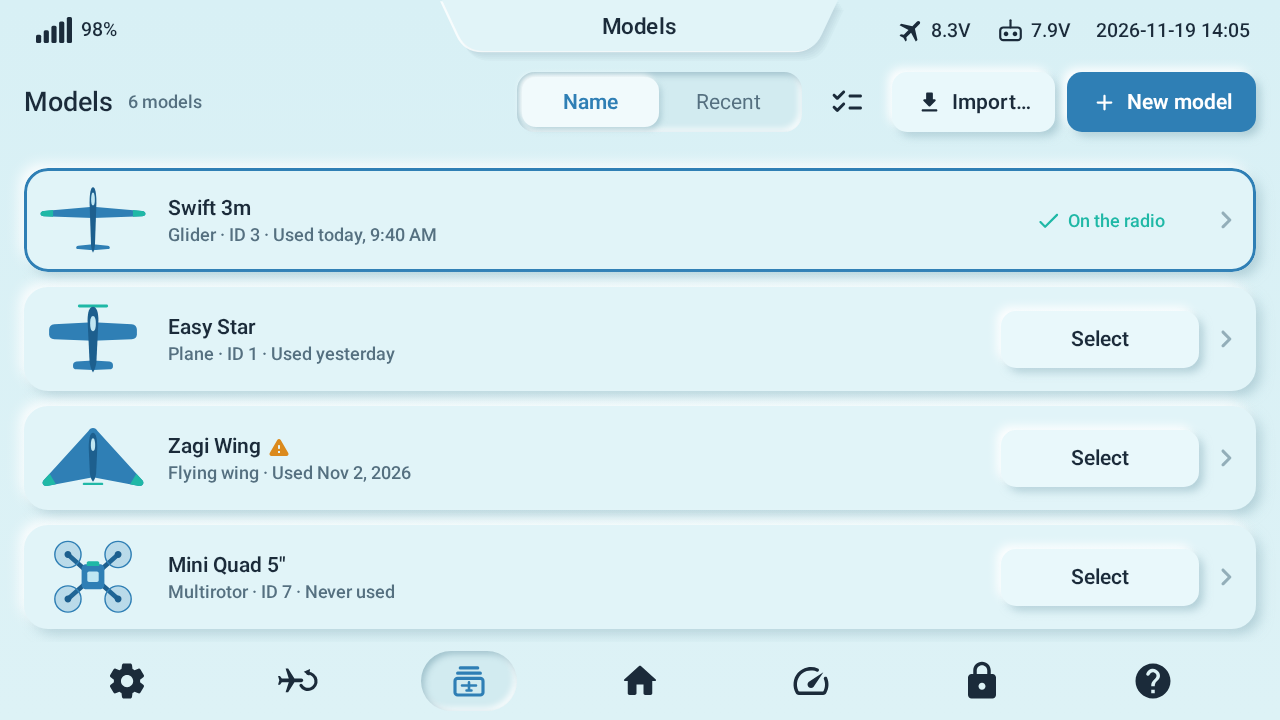 98%
Models
8.3V
7.9V
2026-11-19 14:05
Models
6 models
Name
Recent
Import...
New model
Swift 3m
Glider · ID 3 · Used today, 9:40 AM
On the radio
Easy Star
Plane · ID 1 · Used yesterday
Select
Zagi Wing
Flying wing · Used Nov 2, 2026
Select
Mini Quad 5"
Multirotor · ID 7 · Never used
Select